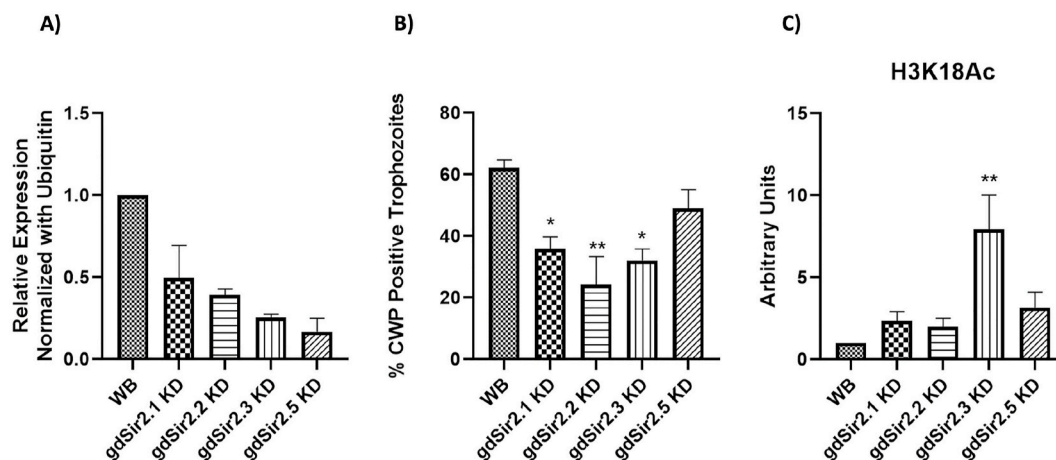 A)
Relative Expression
Normalized with Ubiquitin
1.5
1.0
0.5
0.0
WB
gdSir2.1 KD
gdSir2.2 KD
gdSir2.3 KD
gdSir2.5 KD
B)
% CWP Positive Trophozoites
80
60
40
20
0
*
**
*
WB
gdSir2.1 KD
gdSir2.2 KD
gdSir2.3 KD
gdSir2.5 KD
C)
H3K18Ac
Arbitrary Units
15
10
5
0
**
WB
gdSir2.1 KD
gdSir2.2 KD
gdSir2.3 KD
gdSir2.5 KD